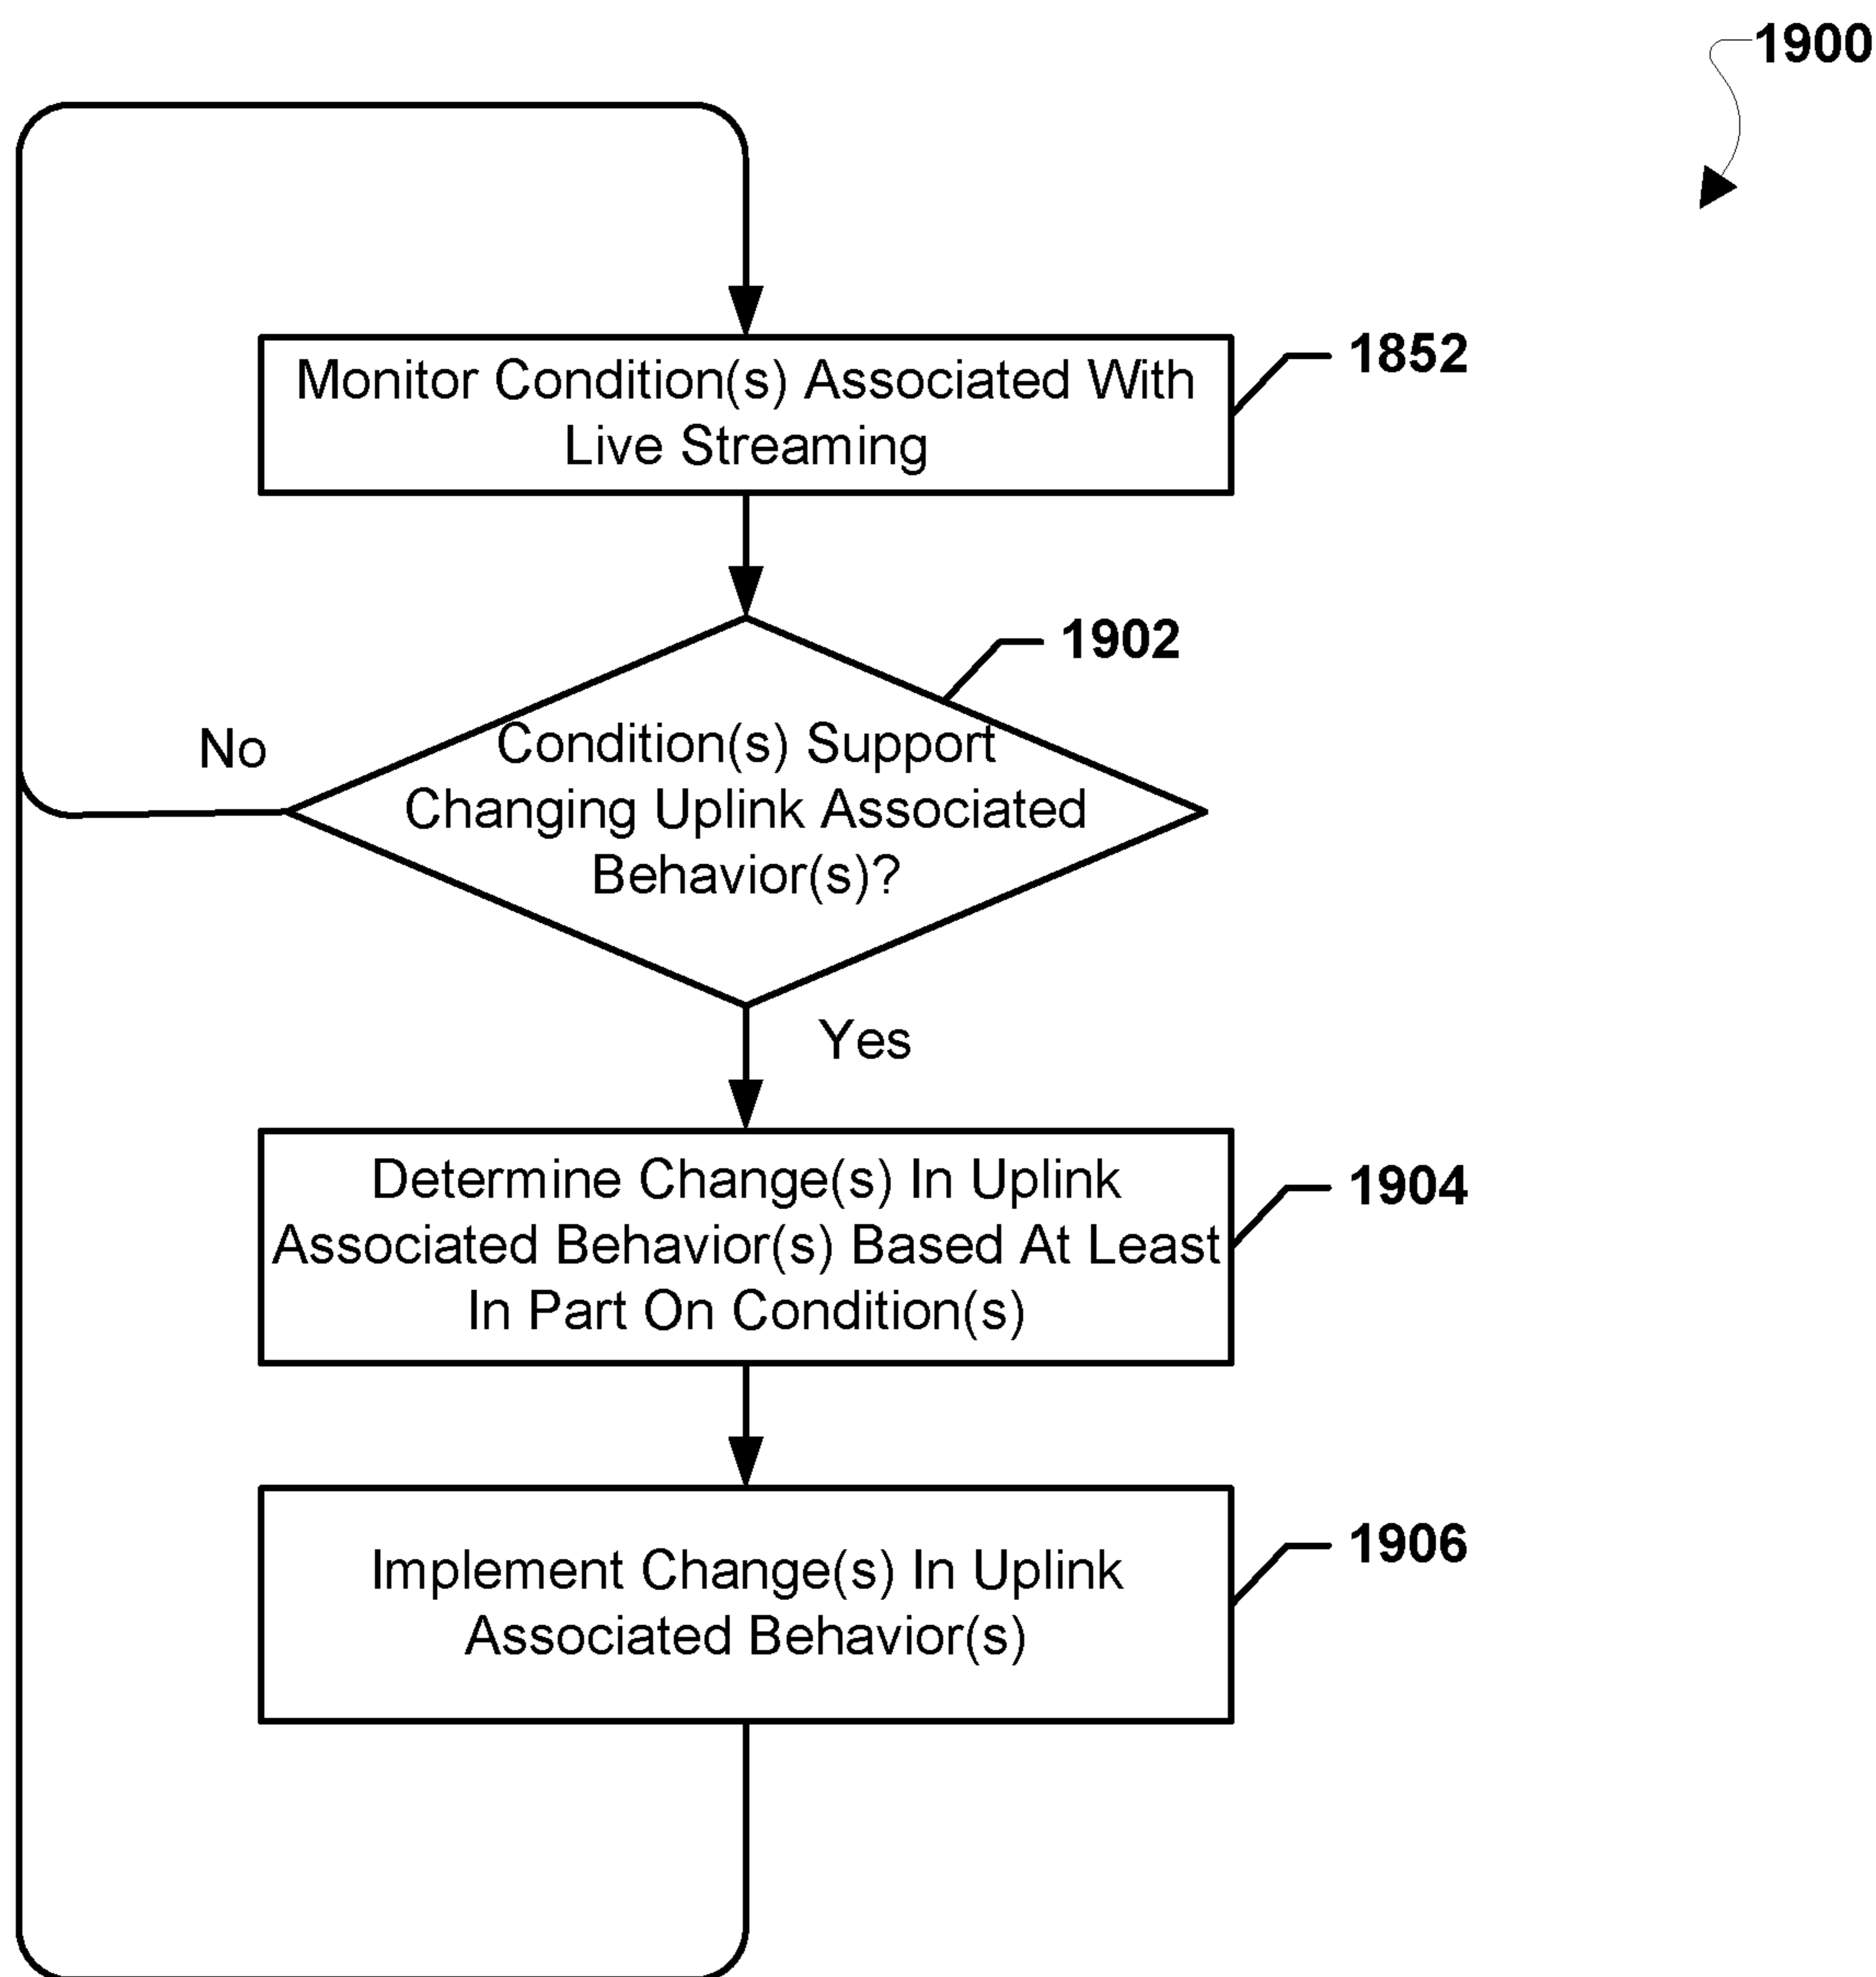 1900
Monitor Condition(s) Associated With
Live Streaming
1852
1902
Condition(s) Support
Changing Uplink Associated
Behavior(s)?
No
Yes
Determine Change(s) In Uplink
Associated Behavior(s) Based At Least
In Part On Condition(s)
1904
Implement Change(s) In Uplink
Associated Behavior(s)
1906